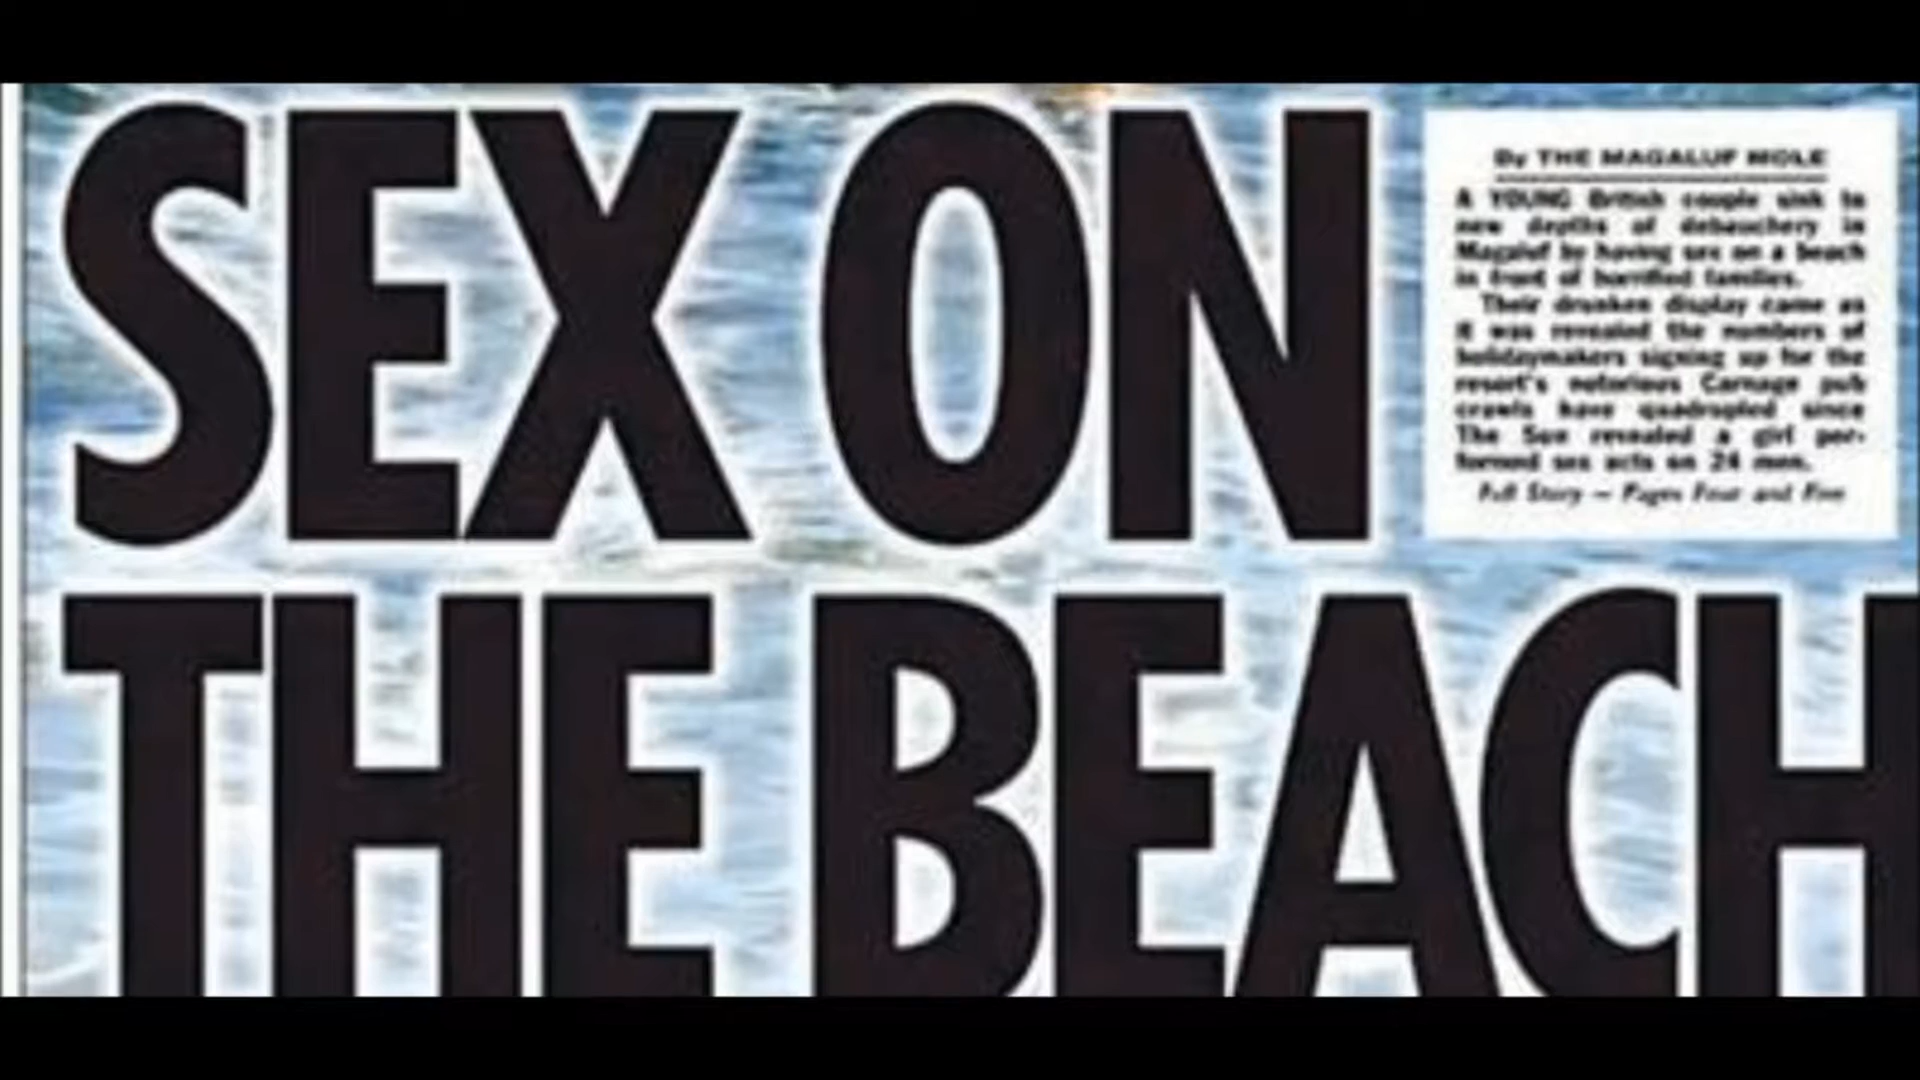 SEX ON
THE BEACH
By THE MAGALUF MOLE
A YOUNG British couple sink to
new depths of debauchery in
Magaluf by having sex on a beach
in front of horrified families.
Their drunken display came as
it was revealed the numbers of
holidaymakers signing up for the
resort's notorious Carnage pub
crawls have quadrupled since
The Sun revealed a girl per-
formed sex acts on 24 men.
Full Story — Pages Four and Five